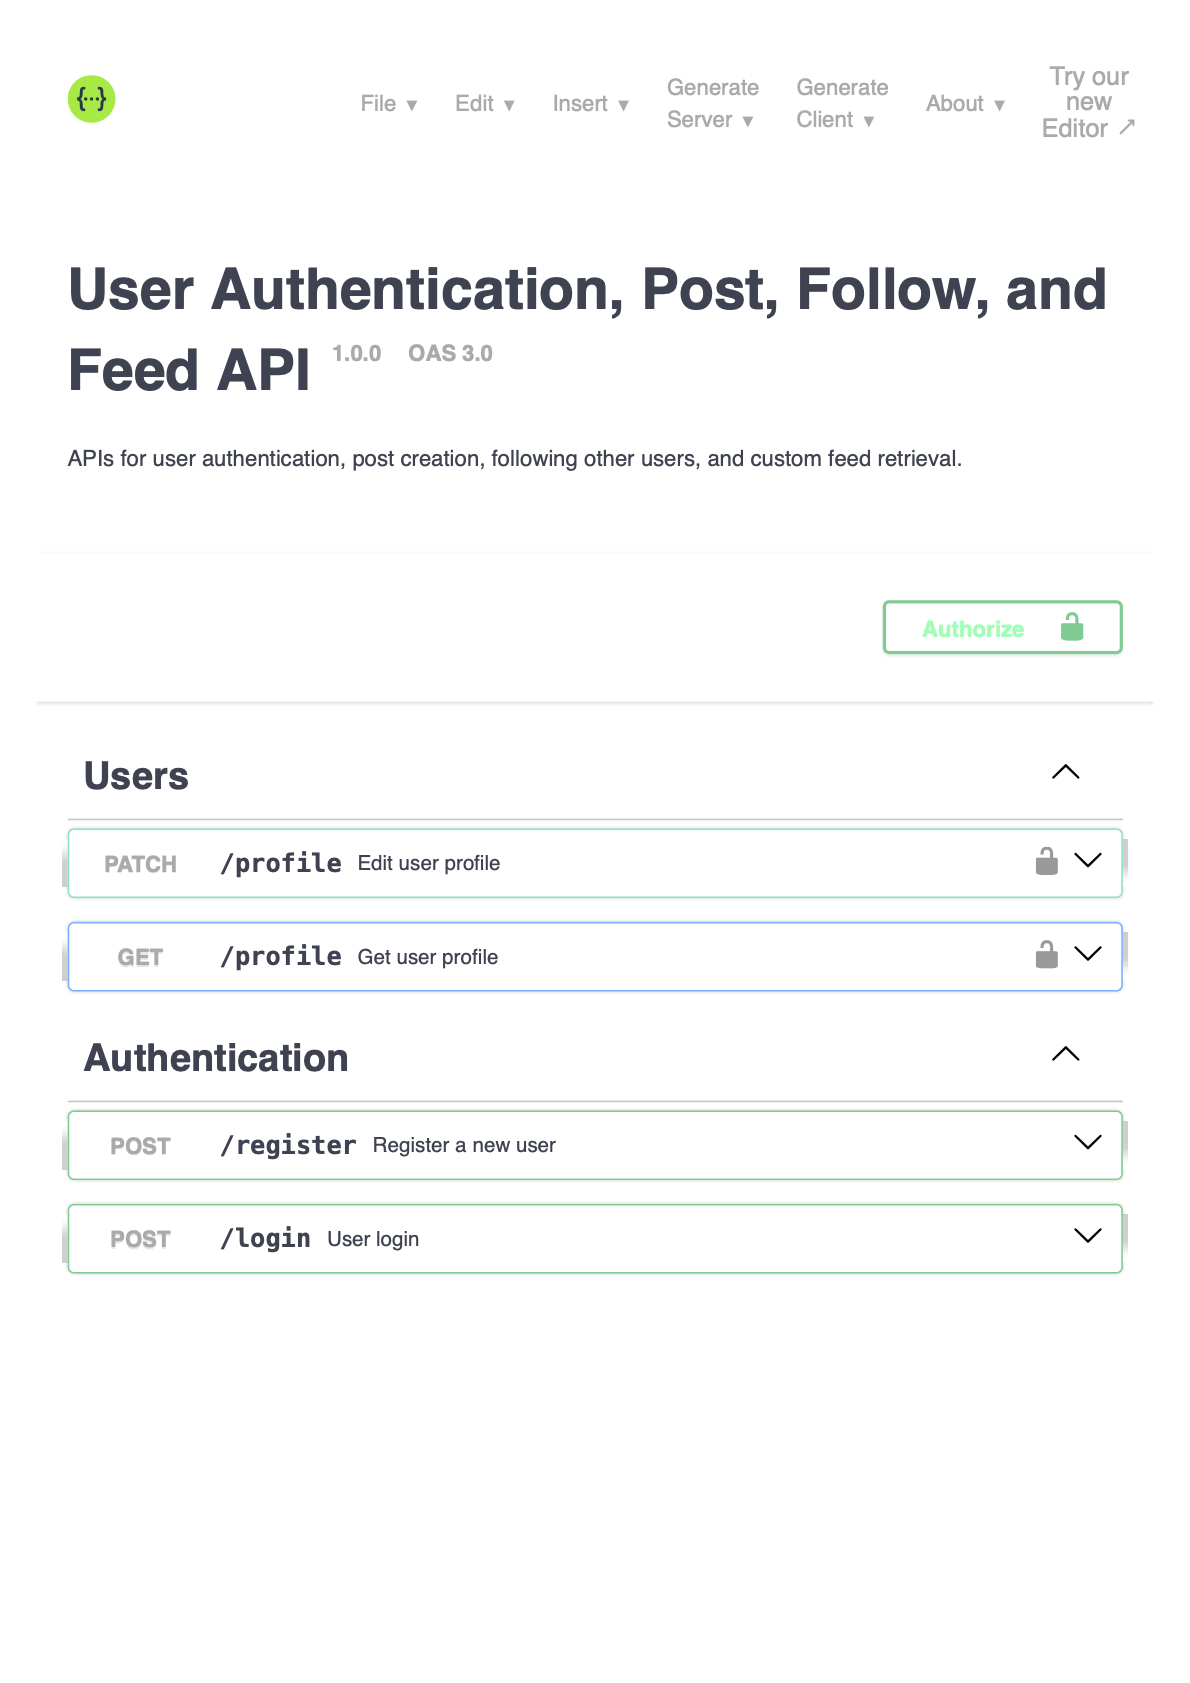 {...}
File ▼ Edit ▼ Insert ▼ Generate Server ▼ Generate Client ▼ About ▼ Try our new Editor ↗
User Authentication, Post, Follow, and
Feed API 1.0.0 OAS 3.0
APIs for user authentication, post creation, following other users, and custom feed retrieval.
Authorize
Users
PATCH /profile Edit user profile
GET /profile Get user profile
Authentication
POST /register Register a new user
POST /login User login